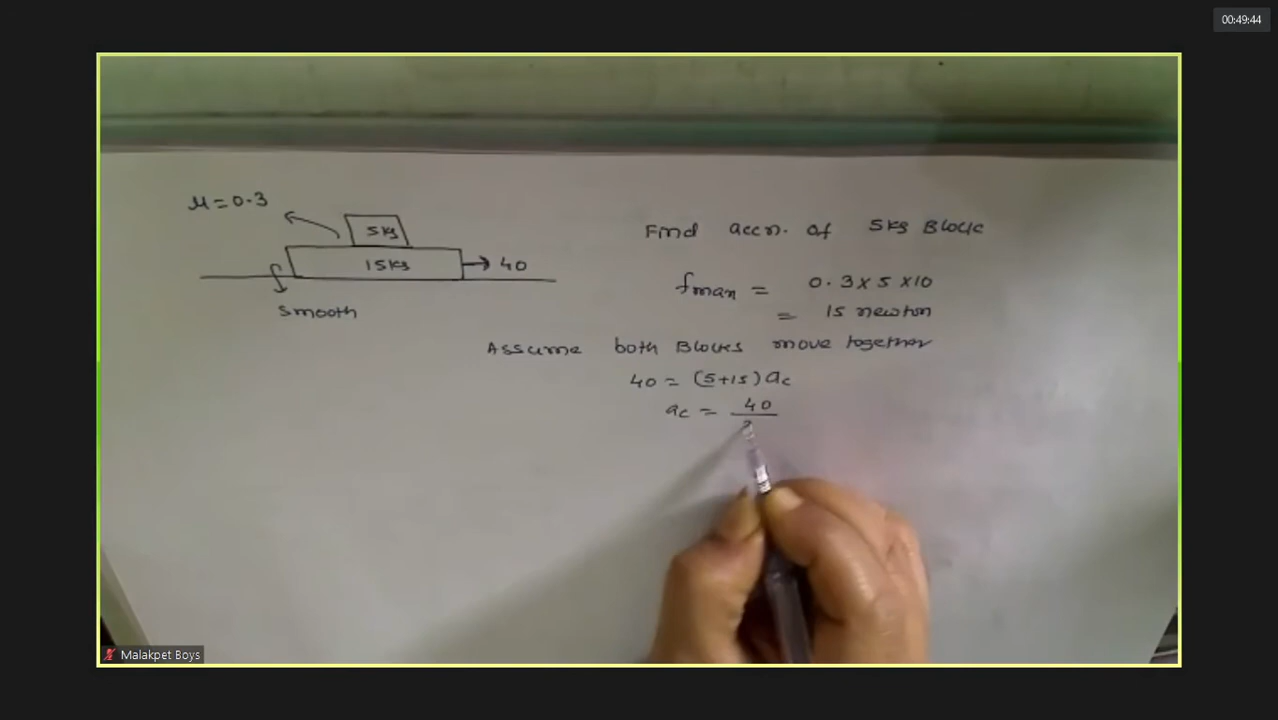 00:49:44
μ=0.3
5kg
15kg
40
smooth
Find accn. of 5kg Block
fmax = 0.3 x 5 x 10
= 15 newton
Assume both Blocks move together
40 = (5+15) ac
ac = 40
Malakpet Boys